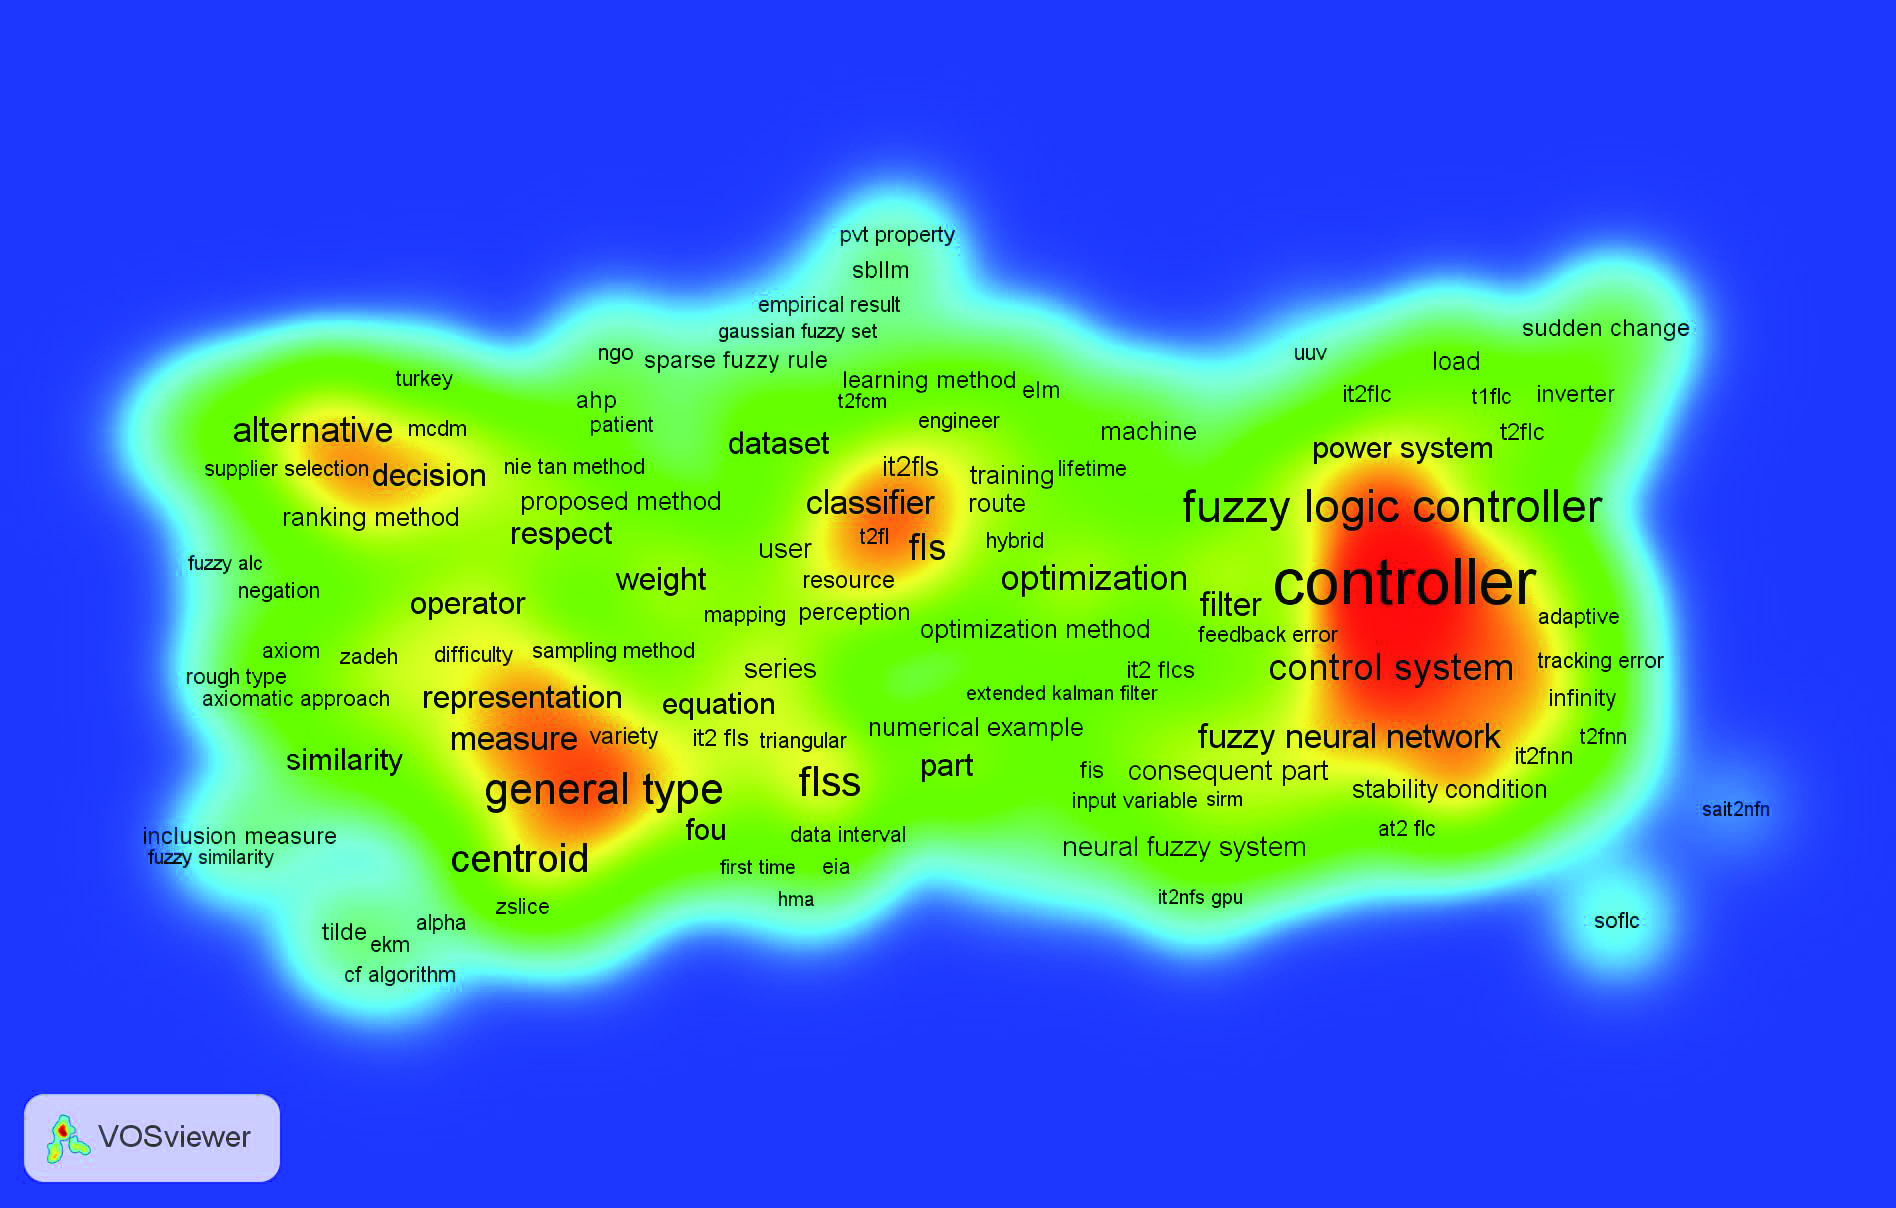 pvt property
sbllm
empirical result
gaussian fuzzy set
sudden change
ngo
sparse fuzzy rule
uuv
load
turkey
learning method
elm
ahp
t2fcm
it2flc
t1flc
inverter
alternative
mcdm
patient
engineer
dataset
machine
power system
t2flc
supplier selection
decision
nie tan method
it2fls
training
lifetime
ranking method
proposed method
classifier
route
fuzzy logic controller
respect
user
t2fl
fls
hybrid
fuzzy alc
negation
weight
resource
optimization
controller
operator
mapping
perception
filter
adaptive
optimization method
feedback error
axiom
zadeh
difficulty
sampling method
series
it2 flcs
control system
tracking error
rough type
axiomatic approach
representation
equation
extended kalman filter
infinity
measure
variety
it2 fls
triangular
numerical example
fuzzy neural network
t2fnn
it2fnn
similarity
general type
flss
part
fis
consequent part
stability condition
input variable
sirm
sait2nfn
inclusion measure
fuzzy similarity
fou
data interval
at2 flc
centroid
first time
eia
neural fuzzy system
zslice
hma
it2nfs gpu
tilde
alpha
ekm
soflc
cf algorithm
VOSviewer